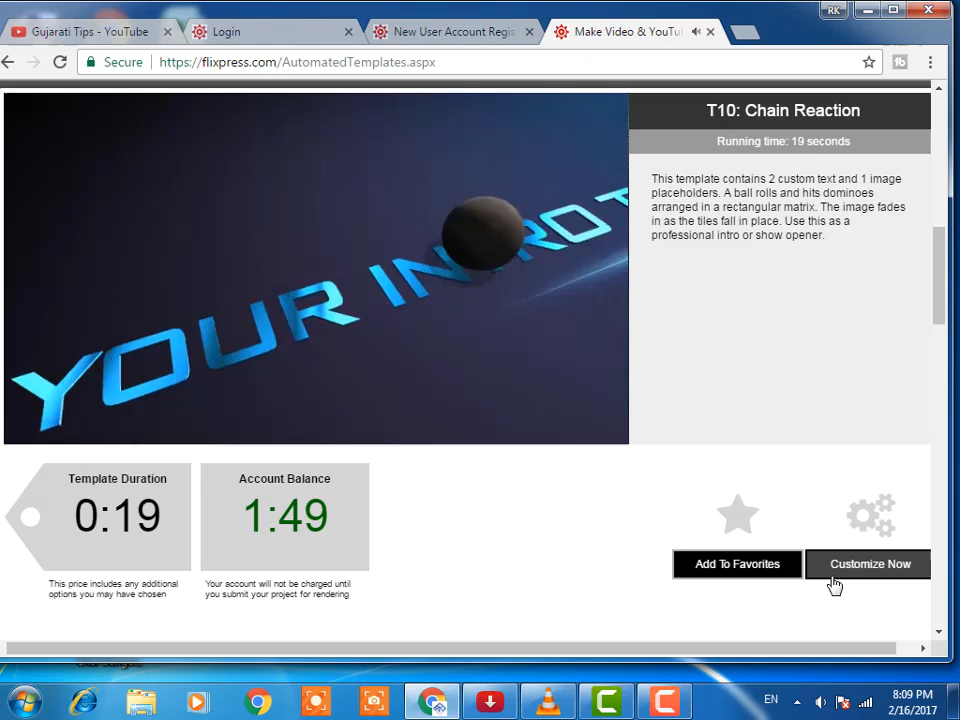 RK
Gujarati Tips - YouTube
Login
New User Account Regis
Make Video & YouTu
Secure
https://flixpress.com/AutomatedTemplates.aspx
T10: Chain Reaction
Running time: 19 seconds
This template contains 2 custom text and 1 image
placeholders. A ball rolls and hits dominoes
arranged in a rectangular matrix. The image fades
in as the tiles fall in place. Use this as a
professional intro or show opener.
YOUR INTROT
Template Duration
0:19
Account Balance
1:49
This price includes any additional
options you may have chosen
Your account will not be charged until
you submit your project for rendering
Add To Favorites
Customize Now
EN
8:09 PM
2/16/2017